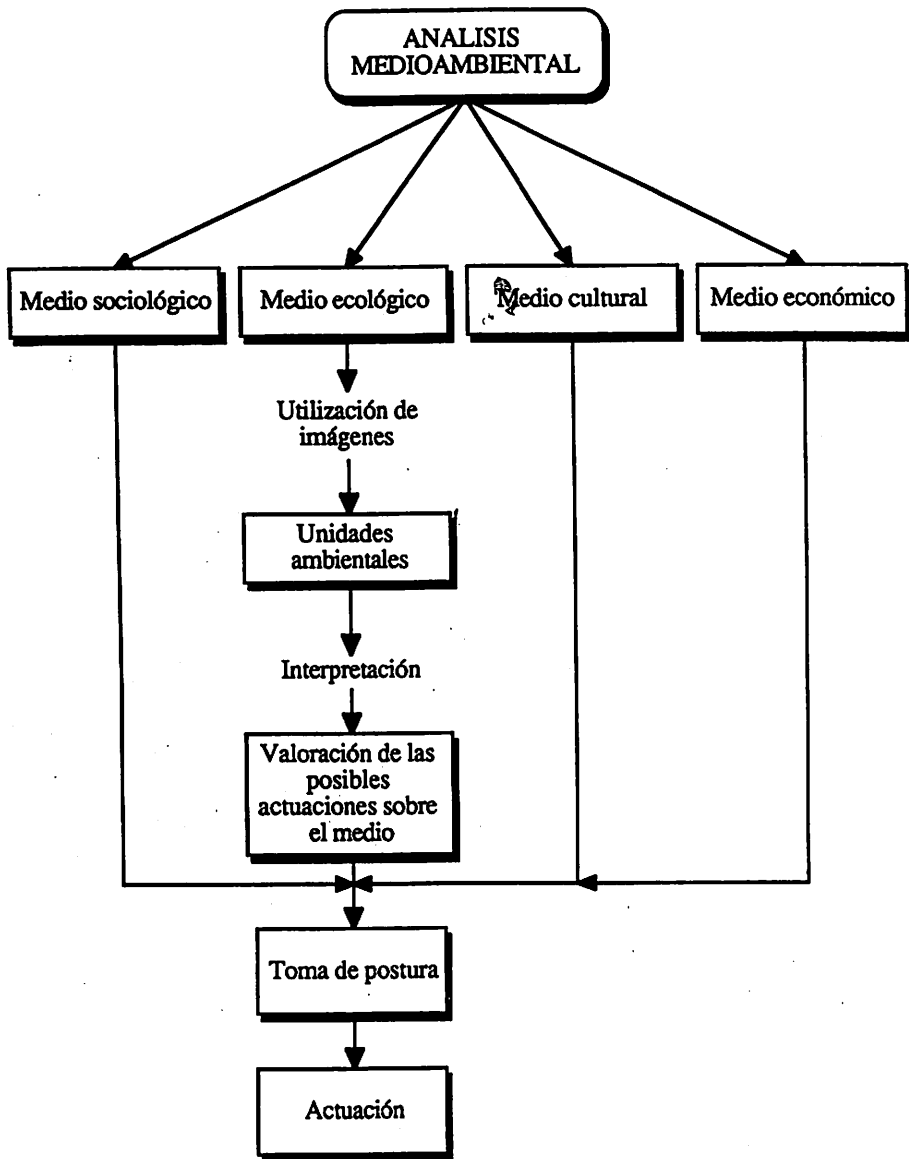 ANALISIS
MEDIOAMBIENTAL
Medio sociológico
Medio ecológico
Medio cultural
Medio económico
Utilización de
imágenes
Unidades
ambientales
Interpretación
Valoración de las
posibles
actuaciones sobre
el medio
Toma de postura
Actuación